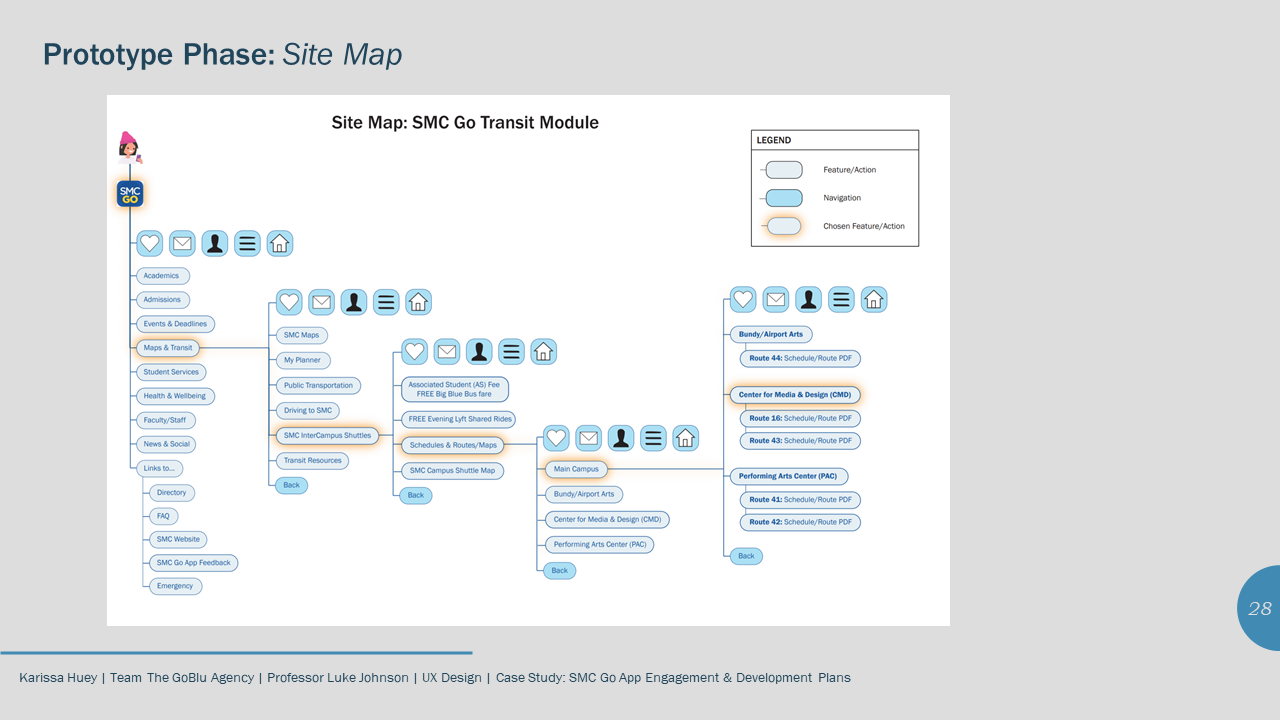 Prototype Phase: Site Map
Site Map: SMC Go Transit Module
LEGEND
Feature/Action
Navigation
Chosen Feature/Action
SMC
GO
Academics
Admissions
Events & Deadlines
Maps & Transit
Student Services
Health & Wellbeing
Faculty/Staff
News & Social
Links to...
Directory
FAQ
SMC Website
SMC Go App Feedback
Emergency
SMC Maps
My Planner
Public Transportation
Driving to SMC
SMC InterCampus Shuttles
Transit Resources
Back
Associated Student (AS) Fee
FREE Big Blue Bus fare
FREE Evening Lyft Shared Rides
Schedules & Routes/Maps
SMC Campus Shuttle Map
Back
Main Campus
Bundy/Airport Arts
Center for Media & Design (CMD)
Performing Arts Center (PAC)
Back
Bundy/Airport Arts
Route 44: Schedule/Route PDF
Center for Media & Design (CMD)
Route 16: Schedule/Route PDF
Route 43: Schedule/Route PDF
Performing Arts Center (PAC)
Route 41: Schedule/Route PDF
Route 42: Schedule/Route PDF
Back
28
Karissa Huey | Team The GoBlu Agency | Professor Luke Johnson | UX Design | Case Study: SMC Go App Engagement & Development Plans